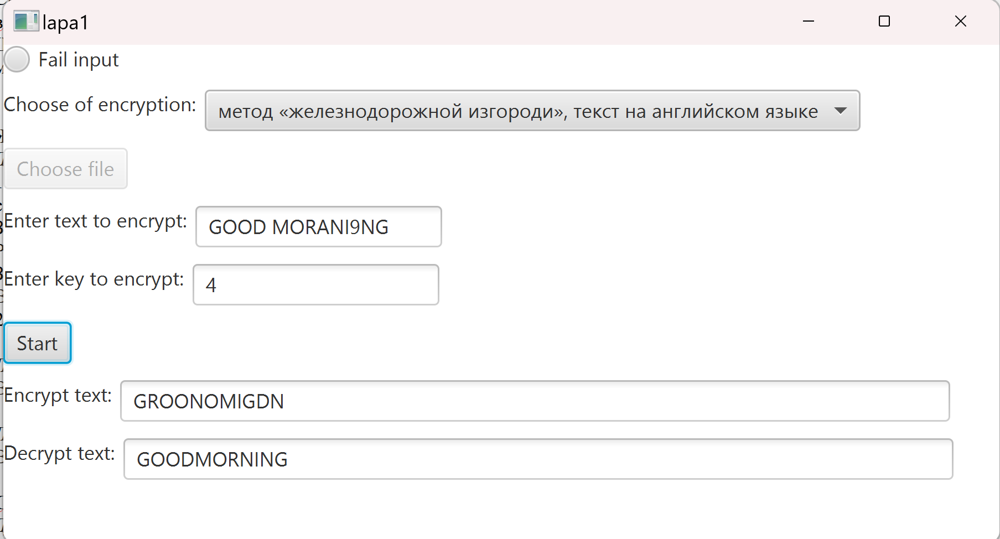 lapa1
Fail input
Choose of encryption: метод «железнодорожной изгороди», текст на английском языке
Choose file
Enter text to encrypt: GOOD MORANI9NG
Enter key to encrypt: 4
Start
Encrypt text: GROONOMIGDN
Decrypt text: GOODMORNING